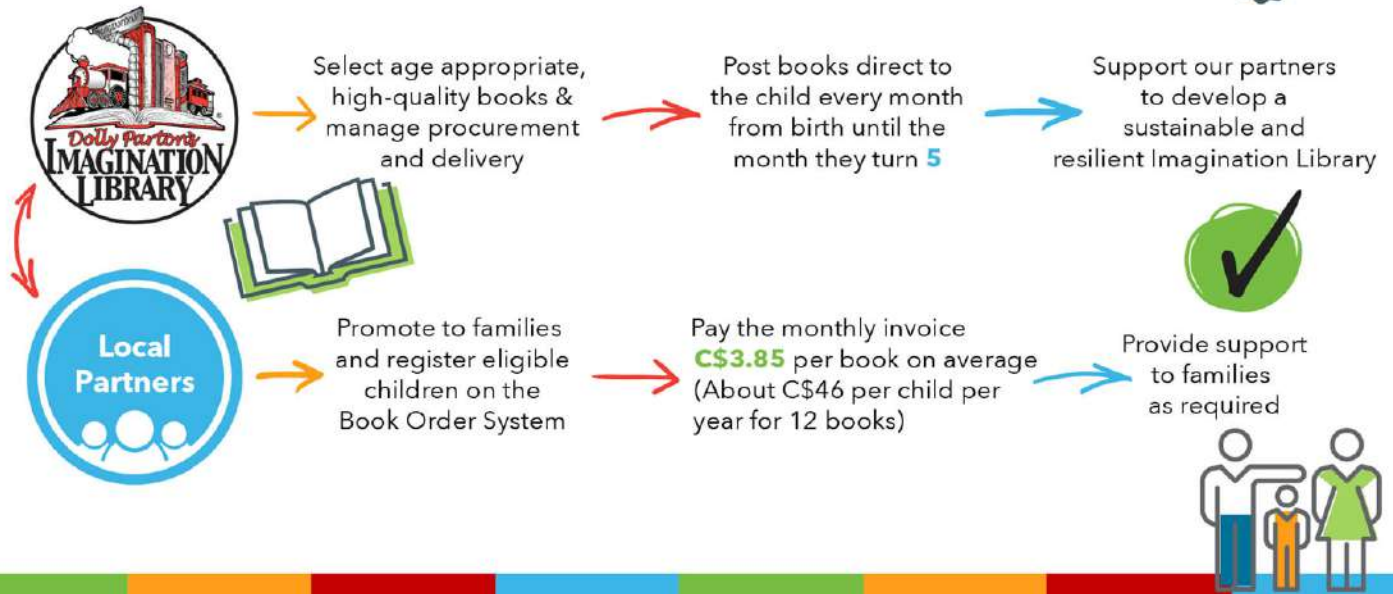 Dolly Parton's
IMAGINATION
LIBRARY
Select age appropriate,
high-quality books &
manage procurement
and delivery
Post books direct to
the child every month
from birth until the
month they turn 5
Support our partners
to develop a
sustainable and
resilient Imagination Library
Local
Partners
Promote to families
and register eligible
children on the
Book Order System
Pay the monthly invoice
C$3.85 per book on average
(About C$46 per child per
year for 12 books)
Provide support
to families
as required